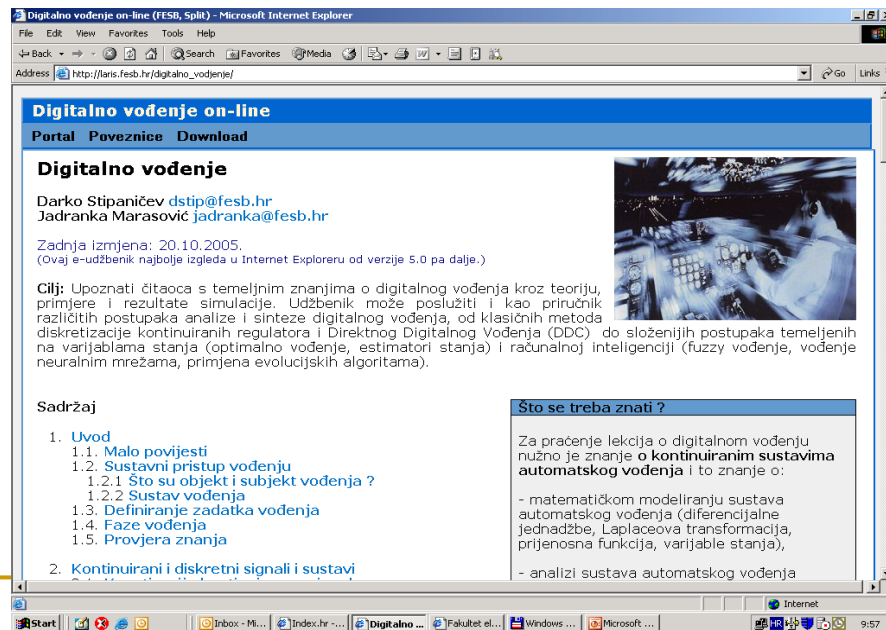 Digitalno vođenje on-line (FESB, Split) - Microsoft Internet Explorer
File Edit View Favorites Tools Help
Back Search Favorites Media
Address http://laris.fesb.hr/digitalno_vodjenje/ Go Links
Digitalno vođenje on-line
Portal Poveznice Download
Digitalno vođenje
Darko Stipaničev dstip@fesb.hr
Jadranka Marasović jadranka@fesb.hr
Zadnja izmjena: 20.10.2005.
(Ovaj e-udžbenik najbolje izgleda u Internet Exploreru od verzije 5.0 pa dalje.)
Cilj: Upoznati čitaoca s temeljnim znanjima o digitalnog vođenja kroz teoriju,
primjere i rezultate simulacije. Udžbenik može poslužiti i kao priručnik
različitih postupaka analize i sinteze digitalnog vođenja, od klasičnih metoda
diskretizacije kontinuiranih regulatora i Direktnog Digitalnog Vođenja (DDC) do složenijih postupaka temeljenih
na varijablama stanja (optimalno vođenje, estimatori stanja) i računalnoj inteligenciji (fuzzy vođenje, vođenje
neuralnim mrežama, primjena evolucijskih algoritama).
Sadržaj
1. Uvod
1.1. Malo povijesti
1.2. Sustavni pristup vođenju
1.2.1 Što su objekt i subjekt vođenja ?
1.2.2 Sustav vođenja
1.3. Definiranje zadatka vođenja
1.4. Faze vođenja
1.5. Provjera znanja
2. Kontinuirani i diskretni signali i sustavi
Što se treba znati ?
Za praćenje lekcija o digitalnom vođenju
nužno je znanje o kontinuiranim sustavima
automatskog vođenja i to znanje o:
- matematičkom modeliranju sustava
automatskog vođenja (diferencijalne
jednadžbe, Laplaceova transformacija,
prijenosna funkcija, varijable stanja),
- analizi sustava automatskog vođenja
Internet
Start Inbox - Mi... Index.hr -... Digitalno ... Fakultet el... Windows ... Microsoft ... HR 9:57